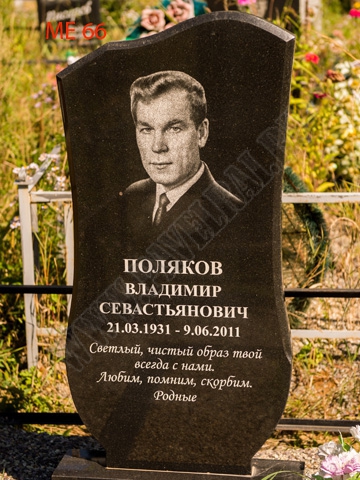 ME 66
ПОЛЯКОВ
ВЛАДИМИР
СЕВАСТЬЯНОВИЧ
21.03.1931 - 9.06.2011
Светлый, чистый образ твой
всегда с нами.
Любим, помним, скорбим.
Родные